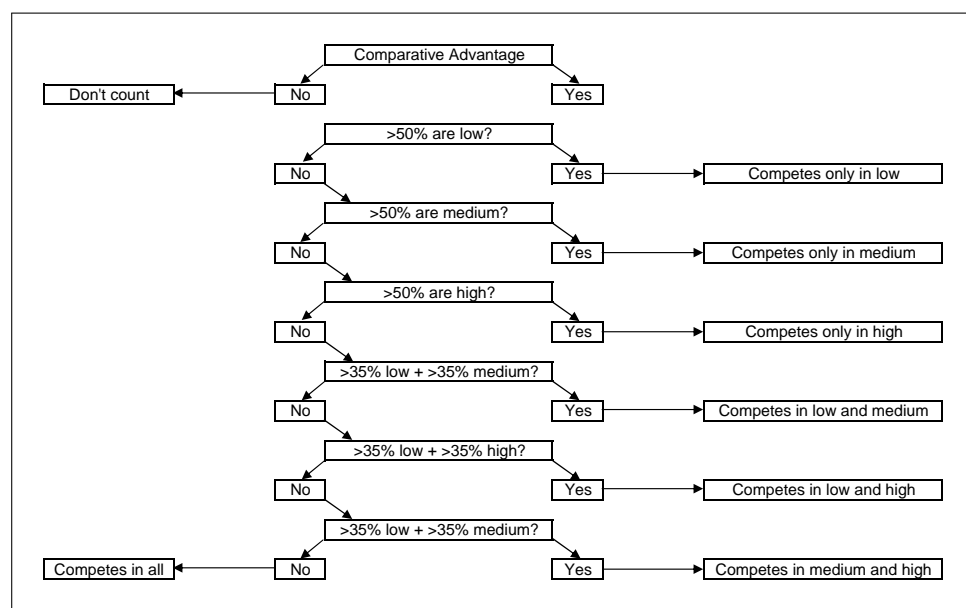 Comparative Advantage
Don't count
No
Yes
>50% are low?
No
Yes
Competes only in low
>50% are medium?
No
Yes
Competes only in medium
>50% are high?
No
Yes
Competes only in high
>35% low + >35% medium?
No
Yes
Competes in low and medium
>35% low + >35% high?
No
Yes
Competes in low and high
>35% low + >35% medium?
Competes in all
No
Yes
Competes in medium and high